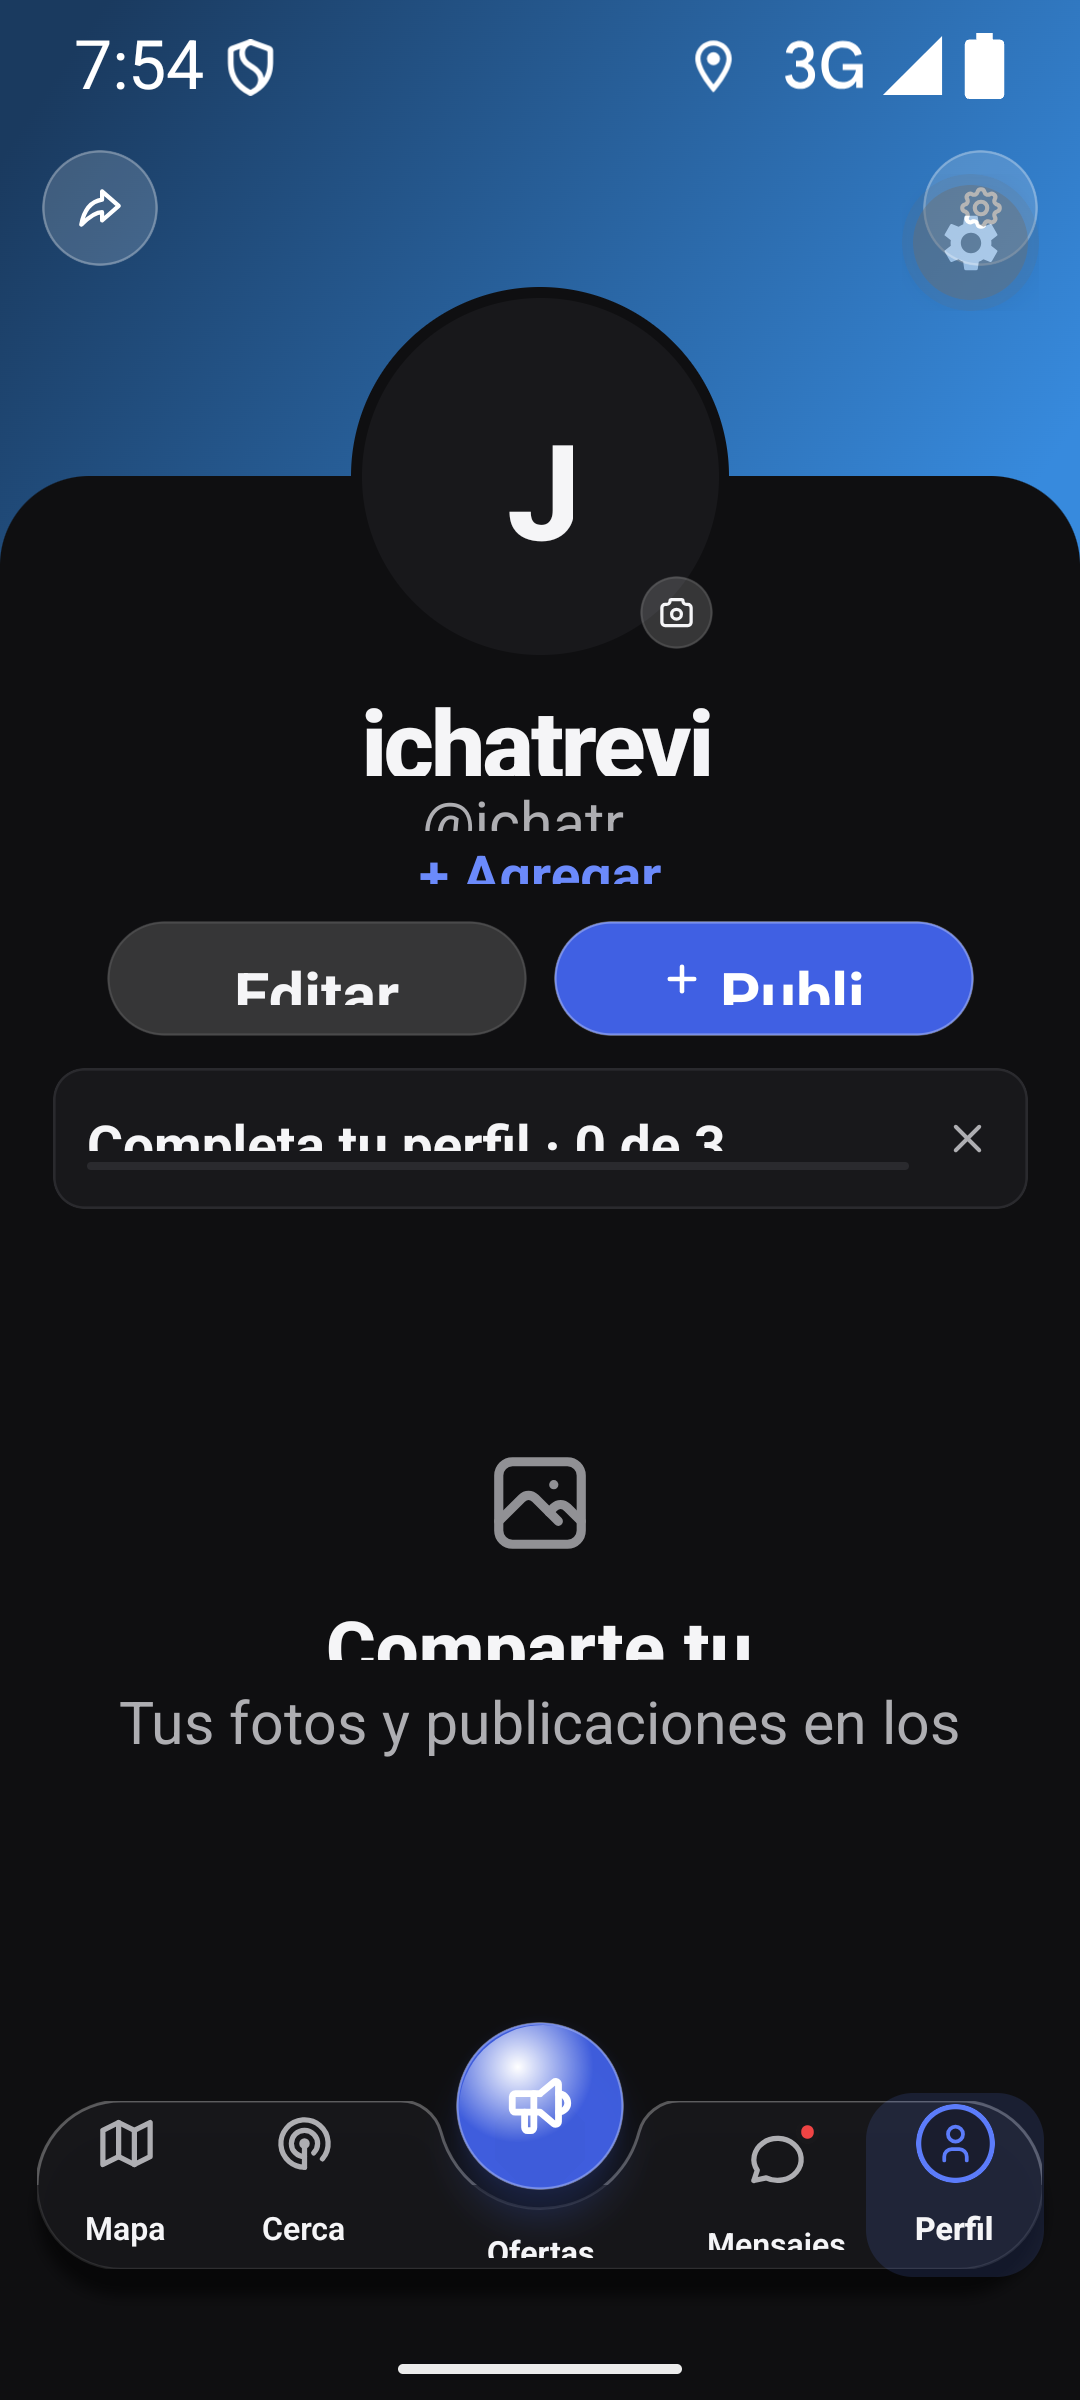 7:54
3G
J
ichatrevi
@ichatr
+ Agregar
Editar
+ Publi
Completa tu perfil · 0 de 3
Comparte tu
Tus fotos y publicaciones en los
Mapa
Cerca
Ofertas
Mensajes
Perfil